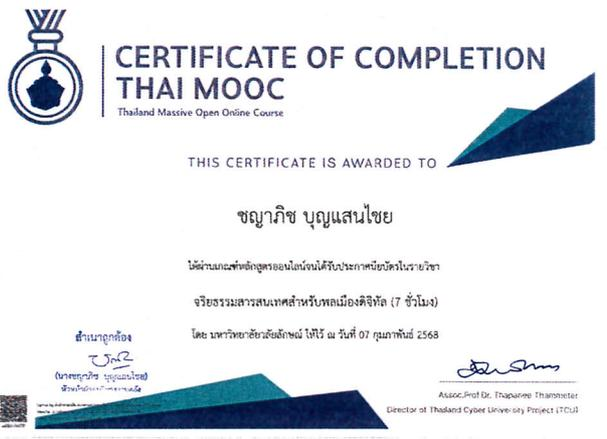 CERTIFICATE OF COMPLETION
THAI MOOC
Thailand Massive Open Online Course
THIS CERTIFICATE IS AWARDED TO
ชญาภิช บุญแสนไชย
ได้ผ่านเกณฑ์หลักสูตรออนไลน์จนได้รับประกาศนียบัตรในรายวิชา
จริยธรรมสารสนเทศสำหรับพลเมืองดิจิทัล (7 ชั่วโมง)
โดย มหาวิทยาลัยวลัยลักษณ์ ให้ไว้ ณ วันที่ 07 กุมภาพันธ์ 2568
สำเนาถูกต้อง
(นางชญาภิช บุญแสนไชย)
Assoc.Prof.Dr. Thapanee Thammeter
Director of Thailand Cyber University Project (TCU)